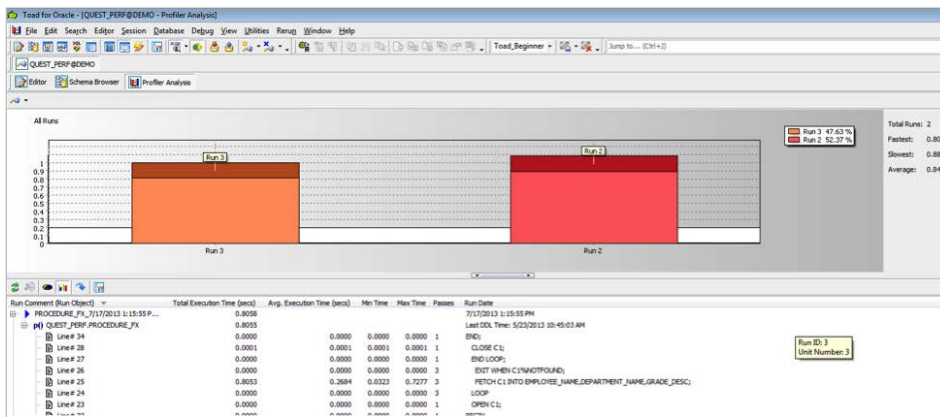 Toad for Oracle - [QUEST_PERF@DEMO - Profiler Analysis]
File Edit Search Editor Session Database Debug View Utilities Rerun Window Help
Toad_Beginner Jump to... (Ctrl+J)
QUEST_PERF@DEMO
Editor Schema Browser Profiler Analysis
All Runs
Run 3 47.63 %
Run 2 52.37 %
Total Runs: 2
Fastest: 0.80
Slowest: 0.88
Average: 0.84
Run 3
Run 2
1
0.9
0.8
0.7
0.6
0.5
0.4
0.3
0.2
0.1
0
Run 3 Run 2
Run Comment (Run Object) Total Execution Time (secs) Avg. Execution Time (secs) Min Time Max Time Passes Run Date
PROCEDURE_FX_7/17/2013 1:15:55 P... 0.8058 7/17/2013 1:15:55 PM
p() QUEST_PERF.PROCEDURE_FX 0.8055 Last DDL Time: 5/23/2013 10:45:03 AM
Line# 34 0.0000 0.0000 0.0000 0.0000 1 END;
Line# 28 0.0001 0.0001 0.0001 0.0001 1 CLOSE C1;
Line# 27 0.0000 0.0000 0.0000 0.0000 1 END LOOP;
Line# 26 0.0000 0.0000 0.0000 0.0000 3 EXIT WHEN C1%NOTFOUND;
Line# 25 0.8053 0.2684 0.0323 0.7277 3 FETCH C1 INTO EMPLOYEE_NAME,DEPARTMENT_NAME,GRADE_DESC;
Line# 24 0.0000 0.0000 0.0000 0.0000 3 LOOP
Line# 23 0.0000 0.0000 0.0000 0.0000 1 OPEN C1;
Run ID: 3
Unit Number: 3